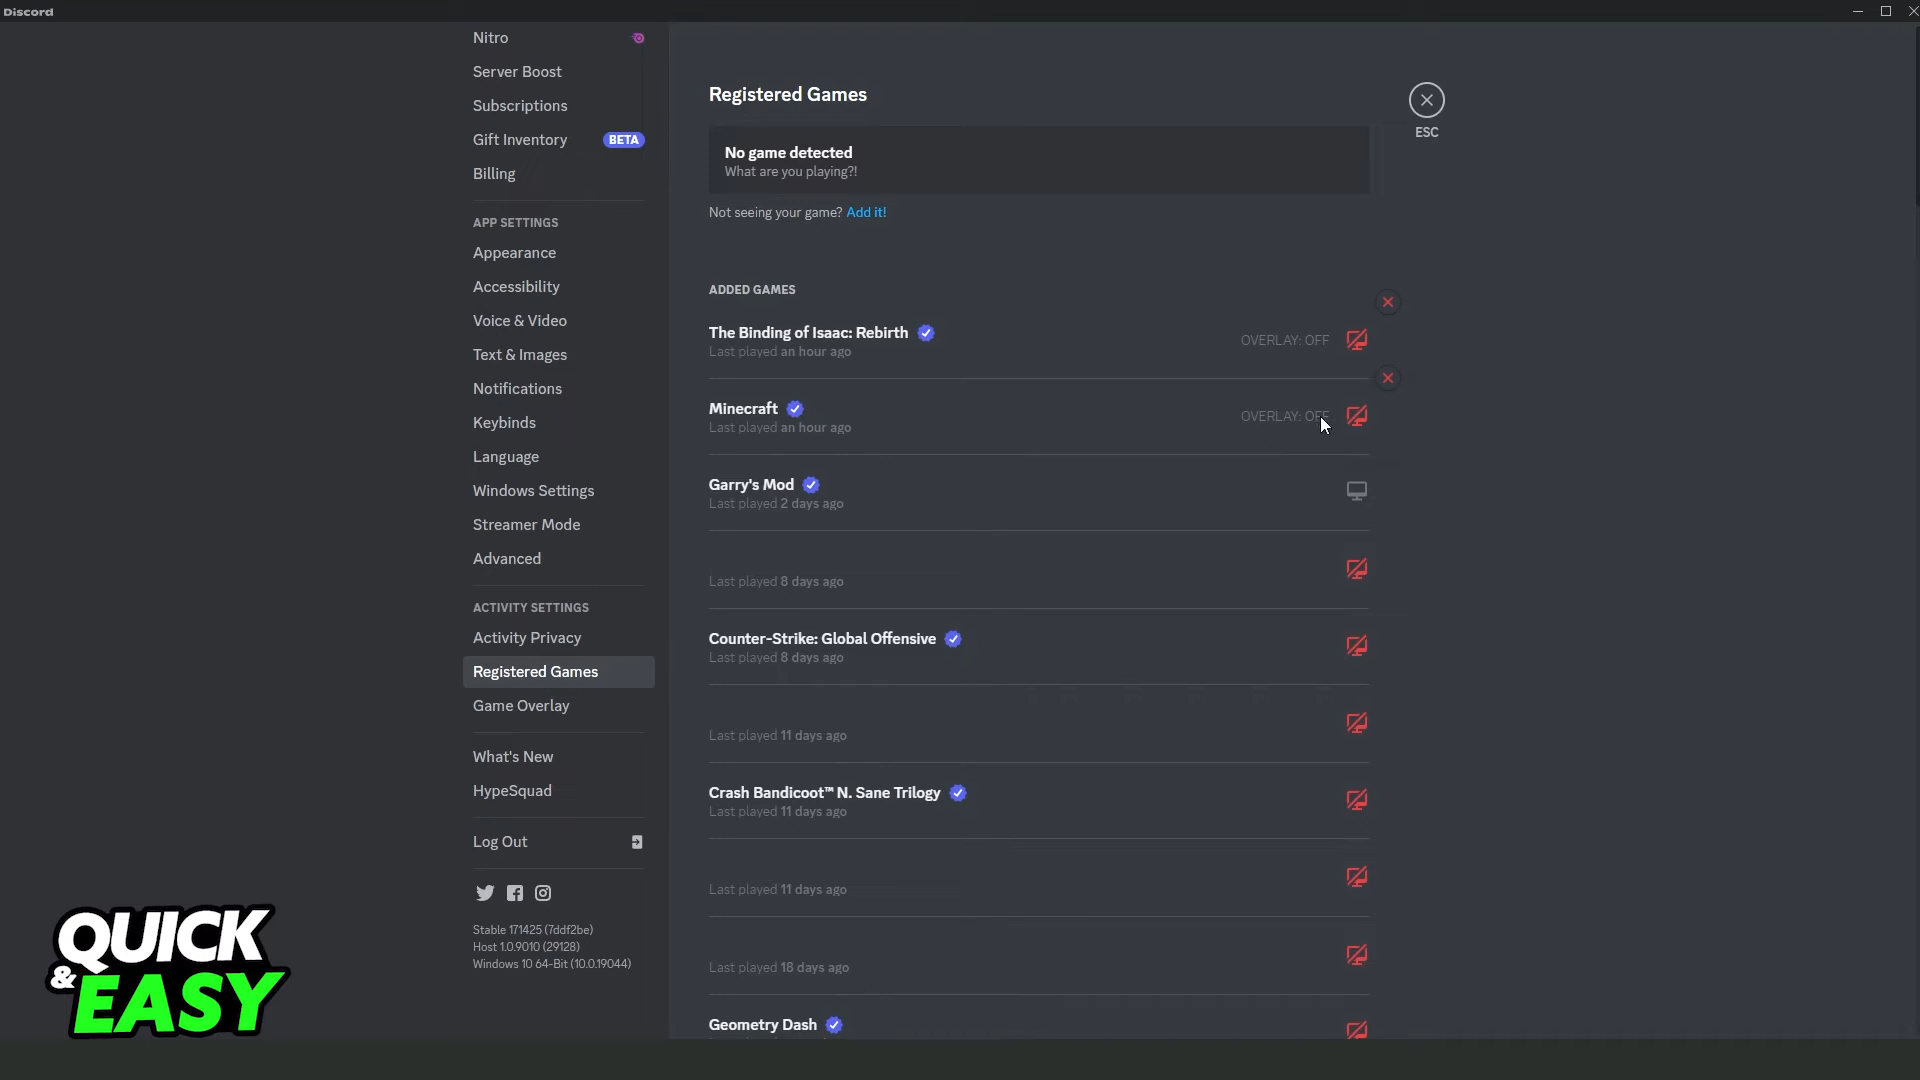 Discord
Nitro
Server Boost
Subscriptions
Gift Inventory BETA
Billing
APP SETTINGS
Appearance
Accessibility
Voice & Video
Text & Images
Notifications
Keybinds
Language
Windows Settings
Streamer Mode
Advanced
ACTIVITY SETTINGS
Activity Privacy
Registered Games
Game Overlay
What's New
HypeSquad
Log Out
Stable 171425 (7ddf2be)
Host 1.0.9010 (29128)
Windows 10 64-Bit (10.0.19044)
Registered Games
ESC
No game detected
What are you playing?!
Not seeing your game? Add it!
ADDED GAMES
The Binding of Isaac: Rebirth
Last played an hour ago
OVERLAY: OFF
Minecraft
Last played an hour ago
OVERLAY: OFF
Garry's Mod
Last played 2 days ago
Last played 8 days ago
Counter-Strike: Global Offensive
Last played 8 days ago
Last played 11 days ago
Crash Bandicoot™ N. Sane Trilogy
Last played 11 days ago
Last played 11 days ago
Last played 18 days ago
Geometry Dash
QUICK
& EASY